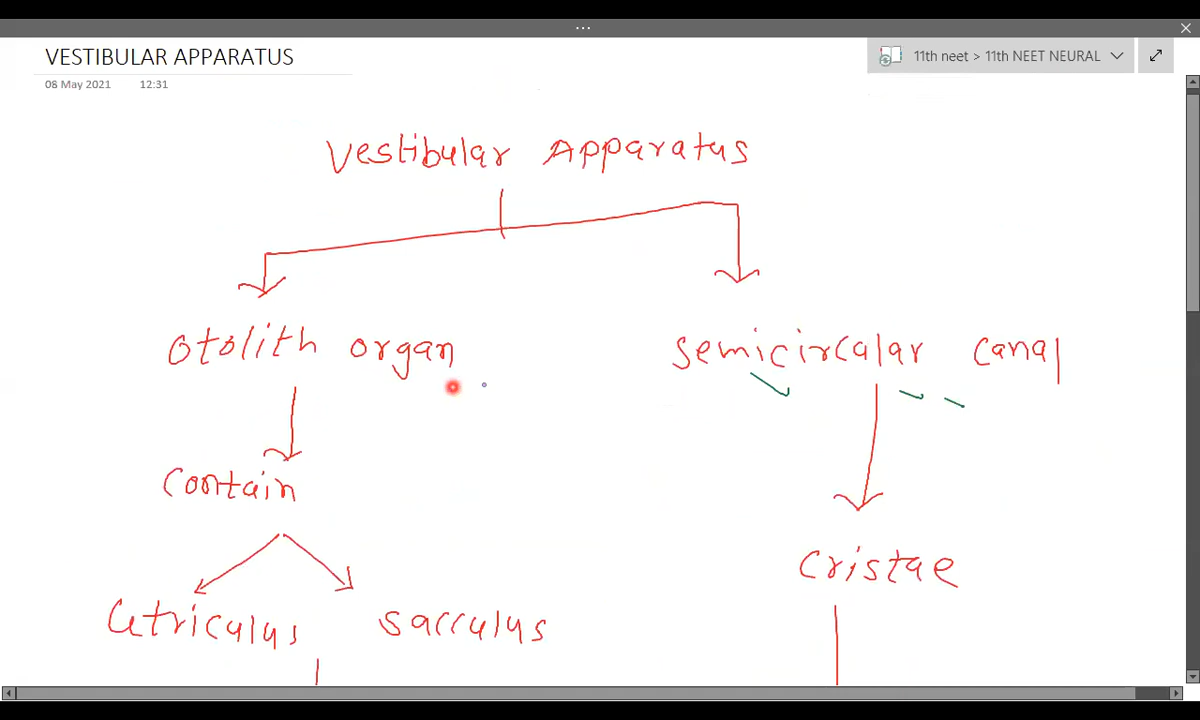 VESTIBULAR APPARATUS
11th neet > 11th NEET NEURAL
08 May 2021 12:31
Vestibular Apparatus
Otolith organ
Semicircular canal
Contain
Cristae
Utriculus
Sacculus